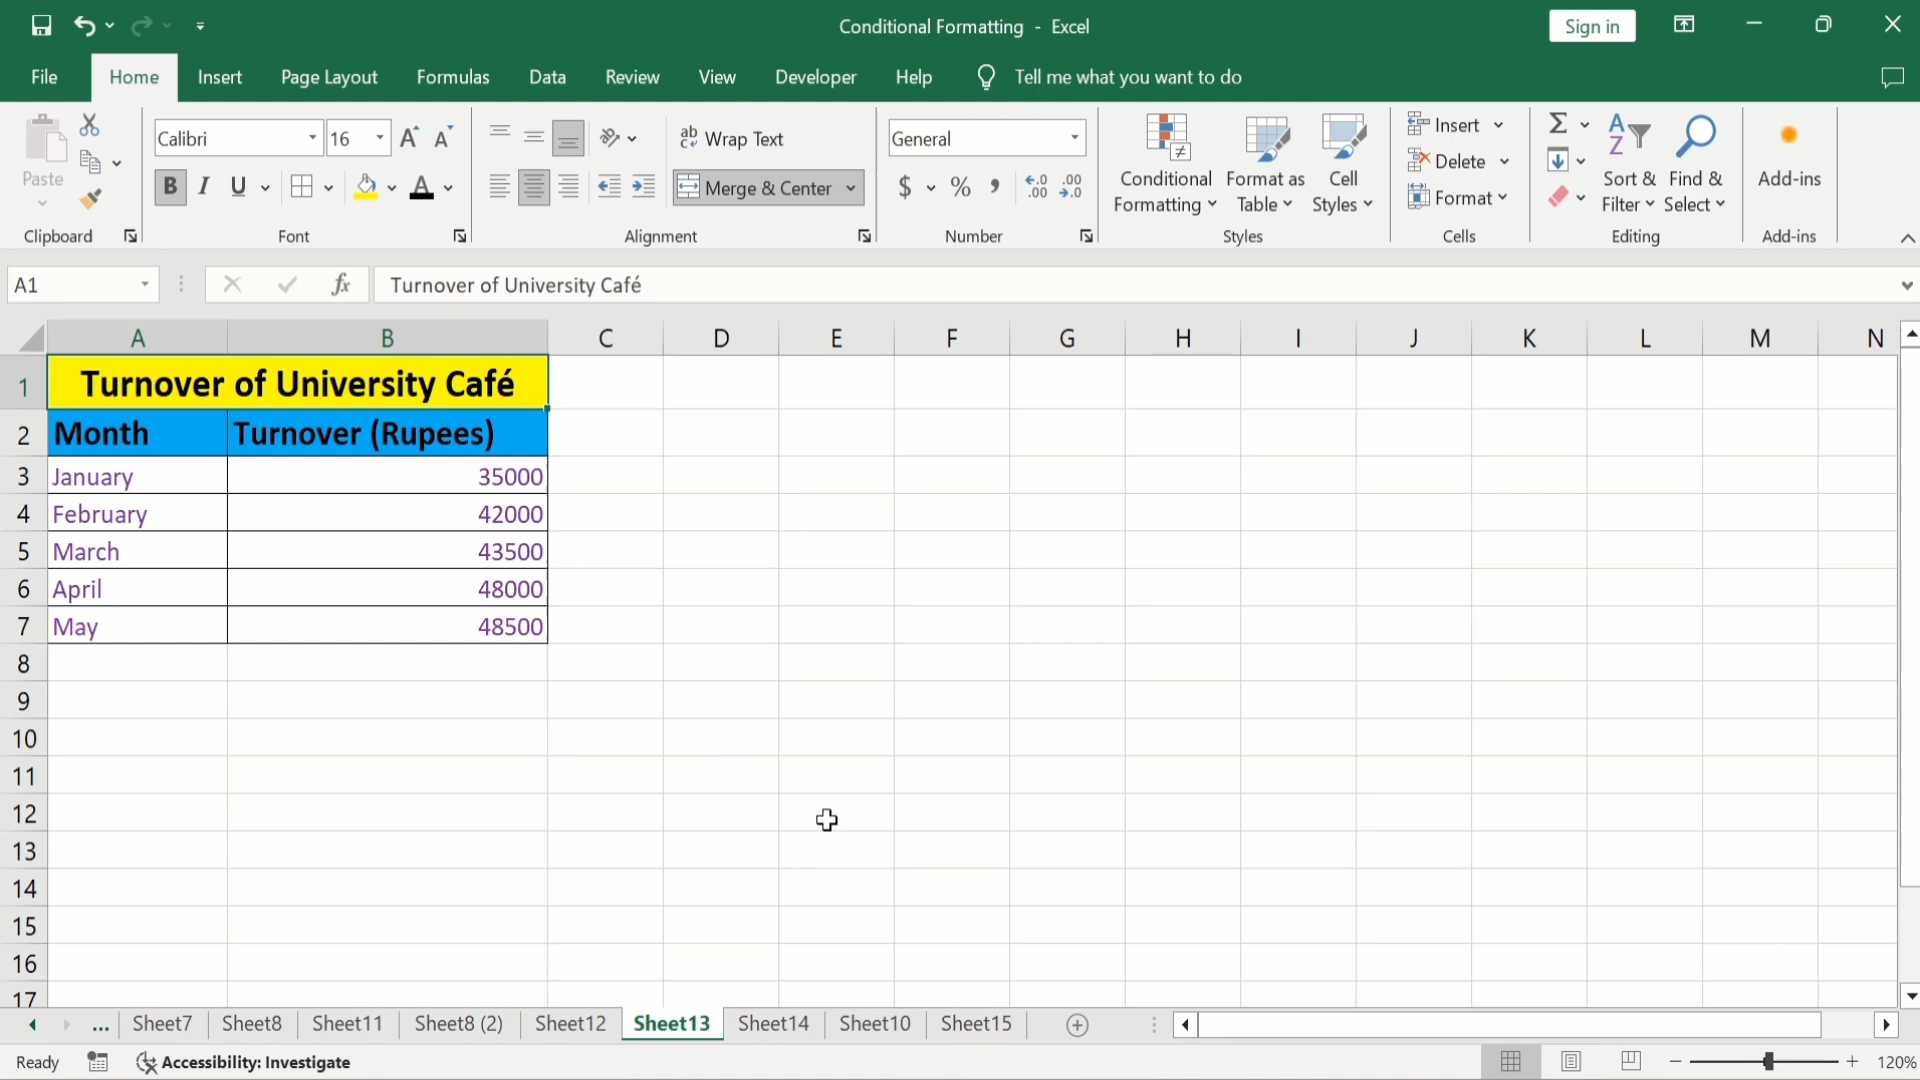 Conditional Formatting - Excel
Sign in
File Home Insert Page Layout Formulas Data Review View Developer Help Tell me what you want to do
Paste
Clipboard
Calibri 16
B I U
Font
ab Wrap Text
Merge & Center
Alignment
General
$ % ,
Number
Conditional Formatting
Format as Table
Cell Styles
Styles
Insert
Delete
Format
Cells
Sort & Filter
Find & Select
Editing
Add-ins
Add-ins
A1 fx Turnover of University Café
A B C D E F G H I J K L M N
1 Turnover of University Café
2 Month Turnover (Rupees)
3 January 35000
4 February 42000
5 March 43500
6 April 48000
7 May 48500
8
9
10
11
12
13
14
15
16
17
... Sheet7 Sheet8 Sheet11 Sheet8 (2) Sheet12 Sheet13 Sheet14 Sheet10 Sheet15
Ready Accessibility: Investigate 120%